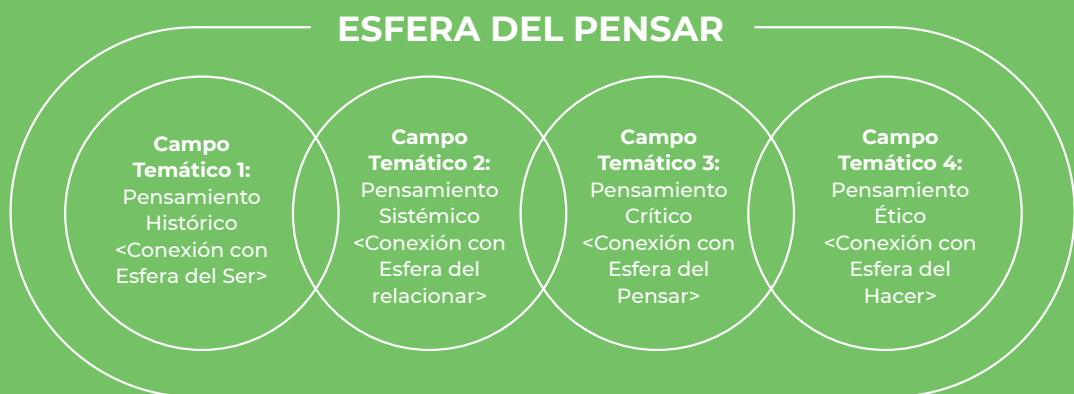 ESFERA DEL PENSAR
Campo
Temático 1:
Pensamiento
Histórico
<Conexión con
Esfera del Ser>
Campo
Temático 2:
Pensamiento
Sistémico
<Conexión con
Esfera del
relacionar>
Campo
Temático 3:
Pensamiento
Crítico
<Conexión con
Esfera del
Pensar>
Campo
Temático 4:
Pensamiento
Ético
<Conexión con
Esfera del
Hacer>